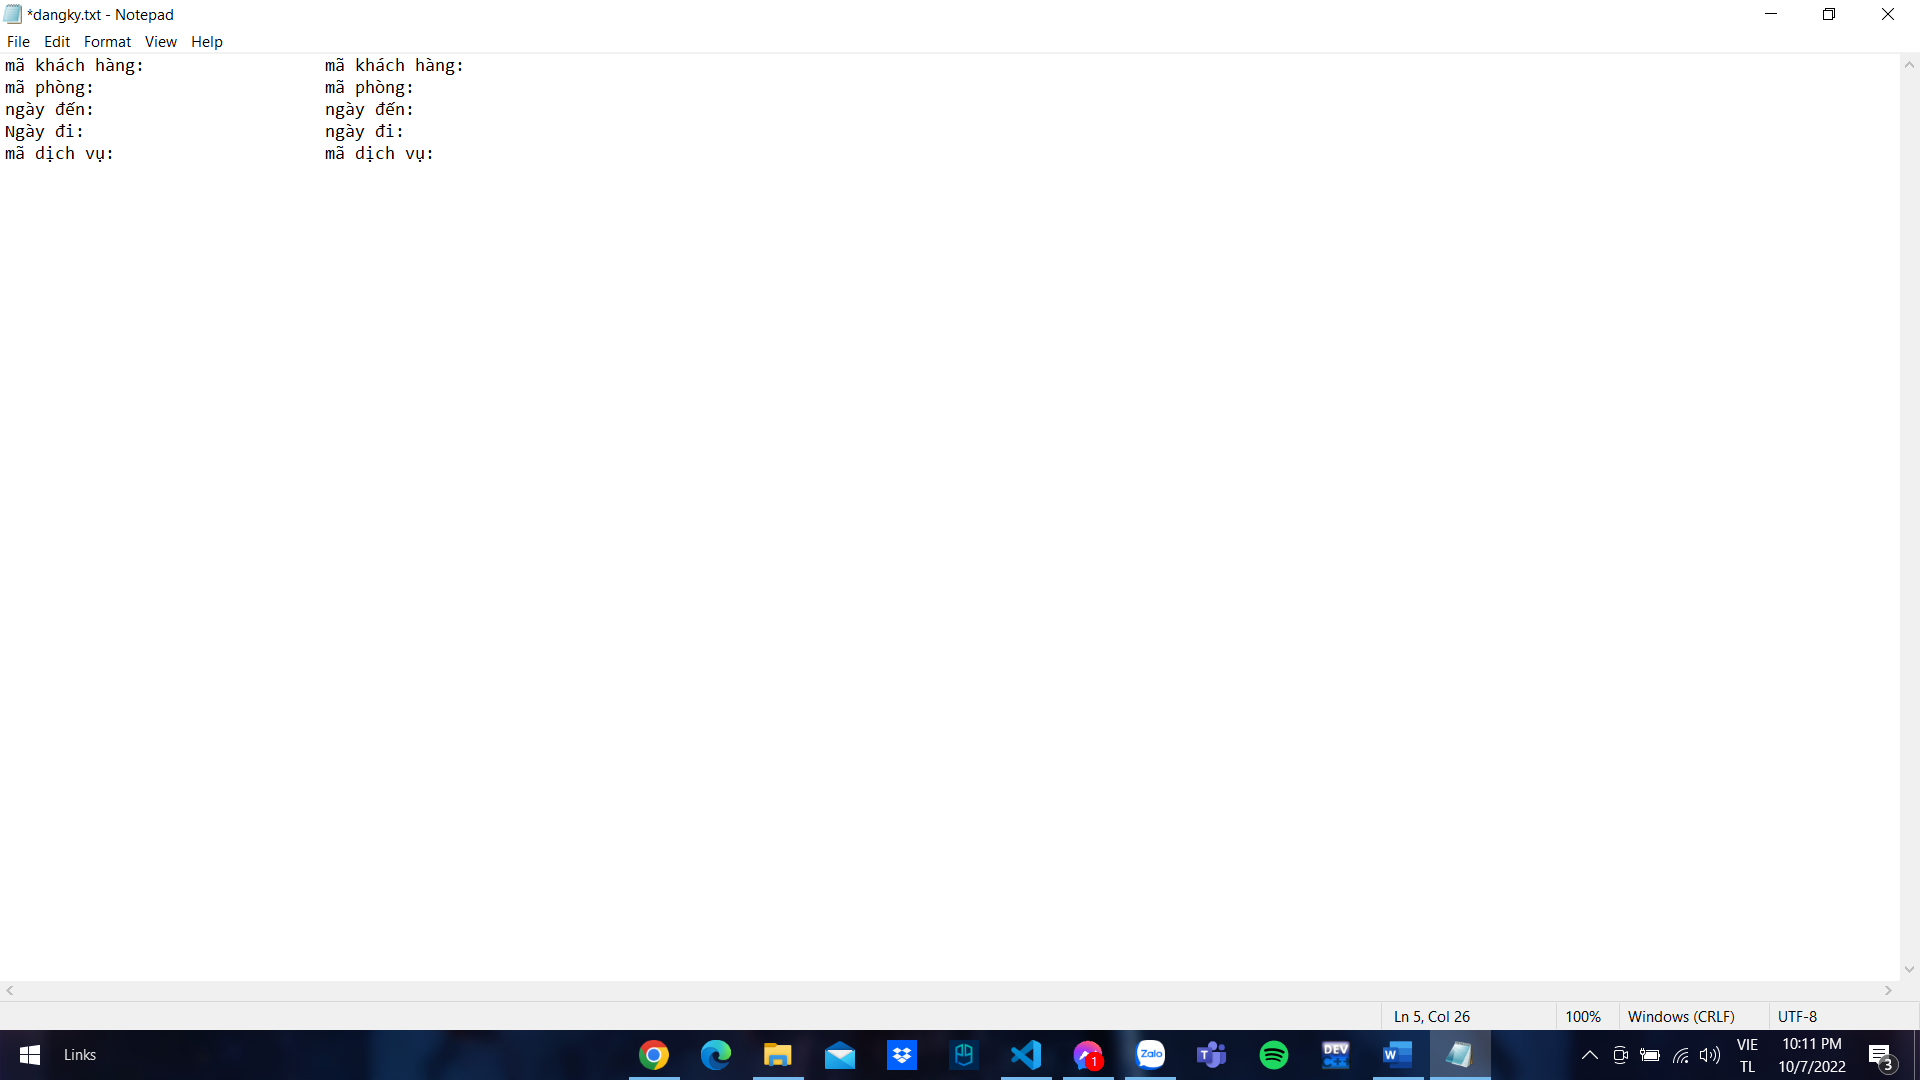 *dangky.txt - Notepad
File Edit Format View Help
mã khách hàng: mã khách hàng:
mã phòng: mã phòng:
ngày đến: ngày đến:
Ngày đi: ngày đi:
mã dịch vụ: mã dịch vụ:
Ln 5, Col 26 100% Windows (CRLF) UTF-8
Links
1
Zalo
T
DEV
C++
W
VIE
TL
10:11 PM
10/7/2022
3